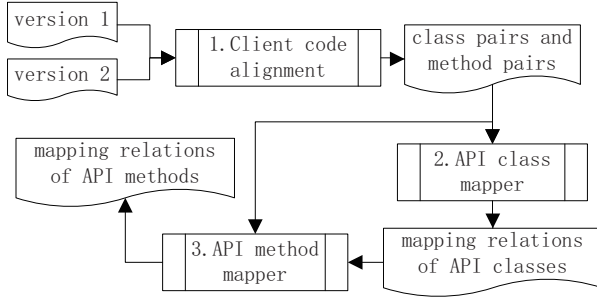 version 1
version 2
1.Client code
alignment
class pairs and
method pairs
mapping relations
of API methods
2.API class
mapper
3.API method
mapper
mapping relations
of API classes